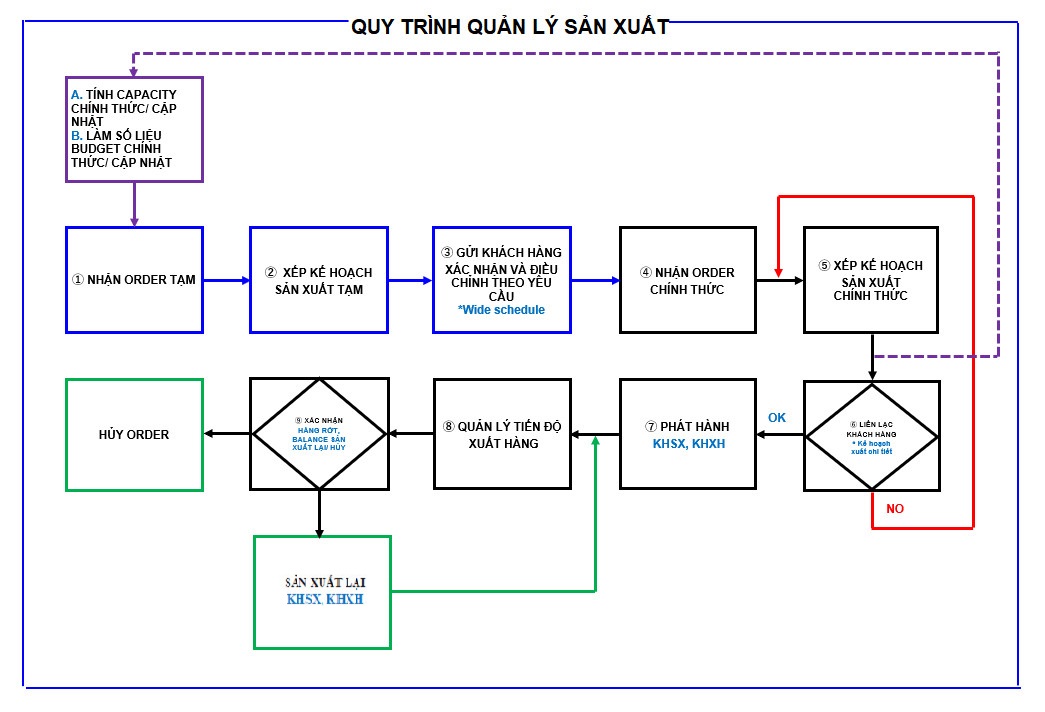 QUY TRÌNH QUẢN LÝ SẢN XUẤT
A. TÍNH CAPACITY
CHÍNH THỨC/ CẬP
NHẬT
B. LÀM SỐ LIỆU
BUDGET CHÍNH
THỨC/ CẬP NHẬT
① NHẬN ORDER TẠM
② XẾP KẾ HOẠCH
SẢN XUẤT TẠM
③ GỬI KHÁCH HÀNG
XÁC NHẬN VÀ ĐIỀU
CHỈNH THEO YÊU
CẦU
*Wide schedule
④ NHẬN ORDER
CHÍNH THỨC
⑤ XẾP KẾ HOẠCH
SẢN XUẤT
CHÍNH THỨC
⑥ LIÊN LẠC
KHÁCH HÀNG
* Kế hoạch
xuất chi tiết
OK
NO
⑦ PHÁT HÀNH
KHSX, KHXH
⑧ QUẢN LÝ TIẾN ĐỘ
XUẤT HÀNG
⑨ XÁC NHẬN
HÀNG RỚT,
BALANCE SẢN
XUẤT LẠI/ HỦY
HỦY ORDER
SẢN XUẤT LẠI
KHSX, KHXH